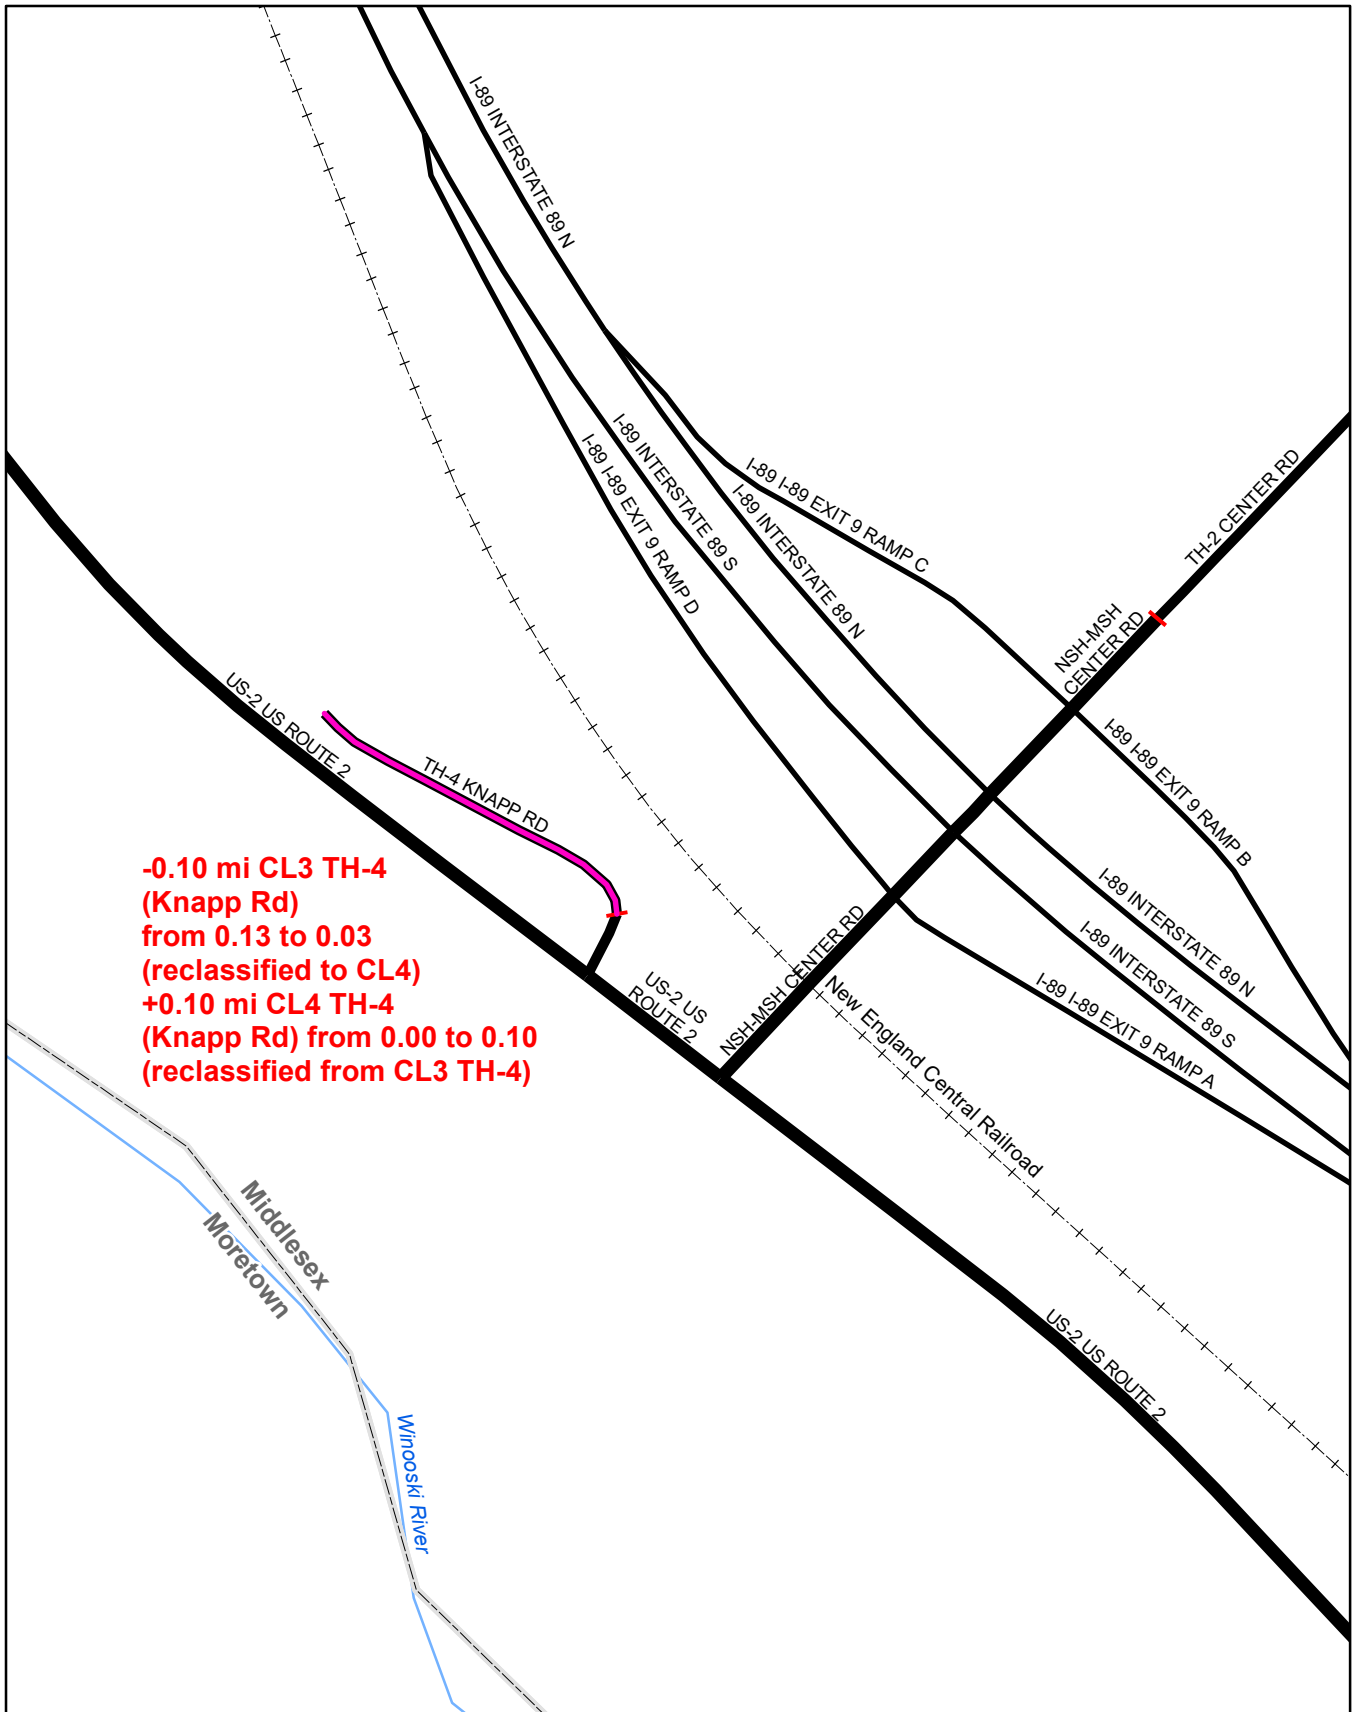 I-89 INTERSTATE 89 N
I-89 INTERSTATE 89 S
I-89 I-89 EXIT 9 RAMP D
I-89 I-89 EXIT 9 RAMP C
I-89 INTERSTATE 89 N
TH-2 CENTER RD
NSH-MSH
CENTER RD
US-2 US ROUTE 2
TH-4 KNAPP RD
I-89 I-89 EXIT 9 RAMP B
-0.10 mi CL3 TH-4
(Knapp Rd)
from 0.13 to 0.03
(reclassified to CL4)
+0.10 mi CL4 TH-4
(Knapp Rd) from 0.00 to 0.10
(reclassified from CL3 TH-4)
I-89 INTERSTATE 89 N
I-89 INTERSTATE 89 S
I-89 I-89 EXIT 9 RAMP A
NSH-MSH CENTER RD
US-2 US
ROUTE 2
New England Central Railroad
Middlesex
Moretown
US-2 US ROUTE 2
Winooski River